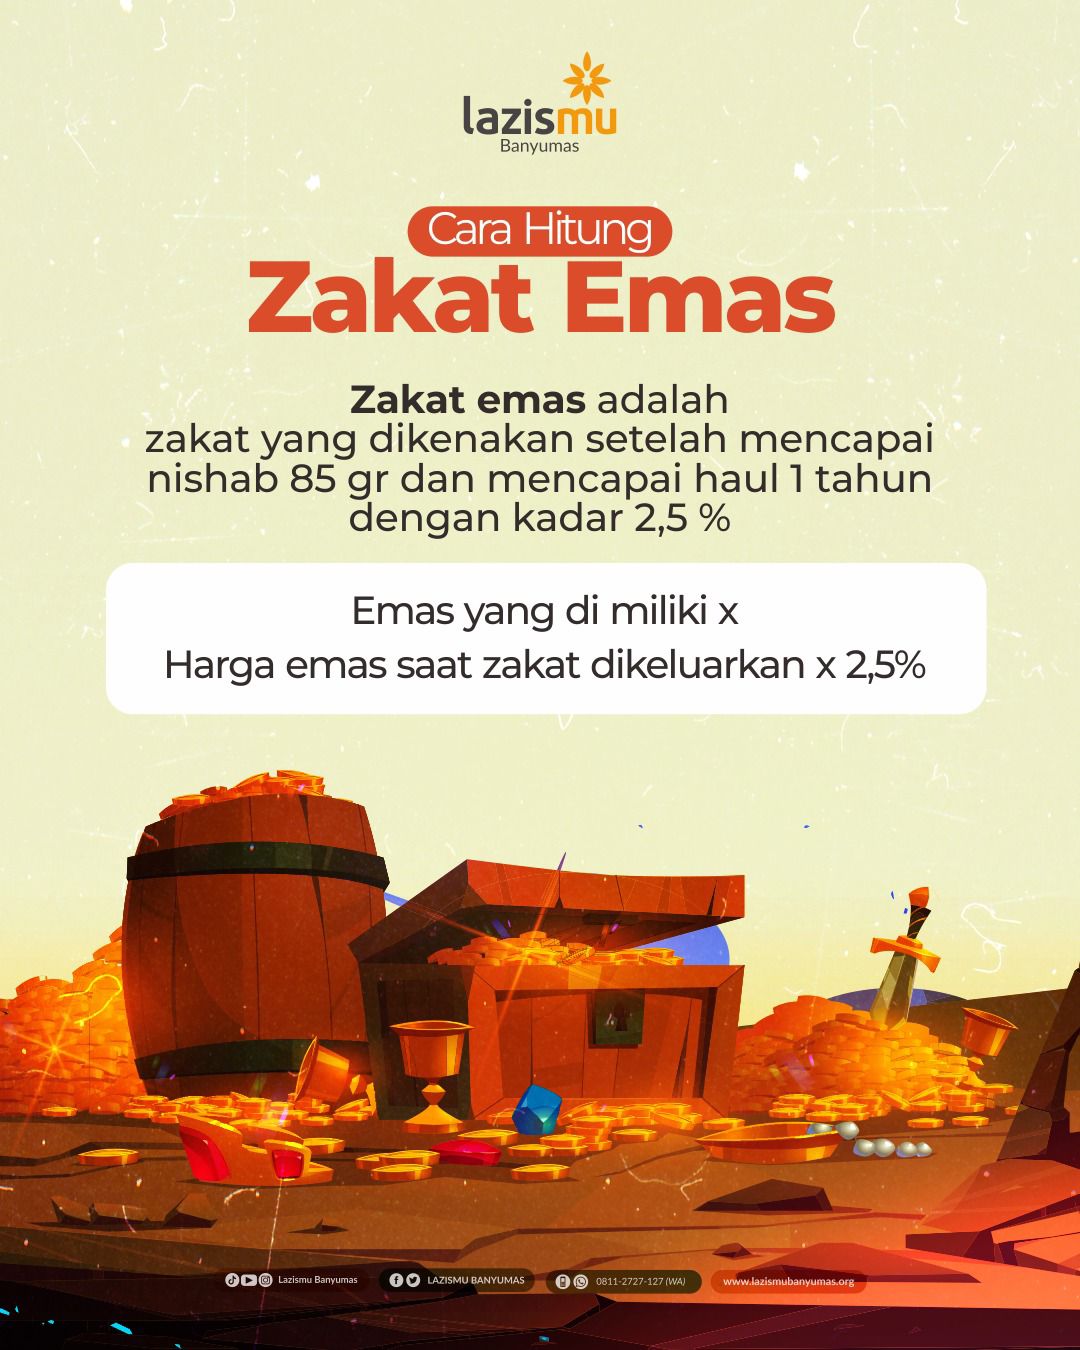 lazismu
Banyumas
Cara Hitung
Zakat Emas
Zakat emas adalah
zakat yang dikenakan setelah mencapai
nishab 85 gr dan mencapai haul 1 tahun
dengan kadar 2,5 %
Emas yang di miliki x
Harga emas saat zakat dikeluarkan x 2,5%
Lazismu Banyumas LAZISMU BANYUMAS 0811-2727-127 (WA) www.lazismubanyumas.org